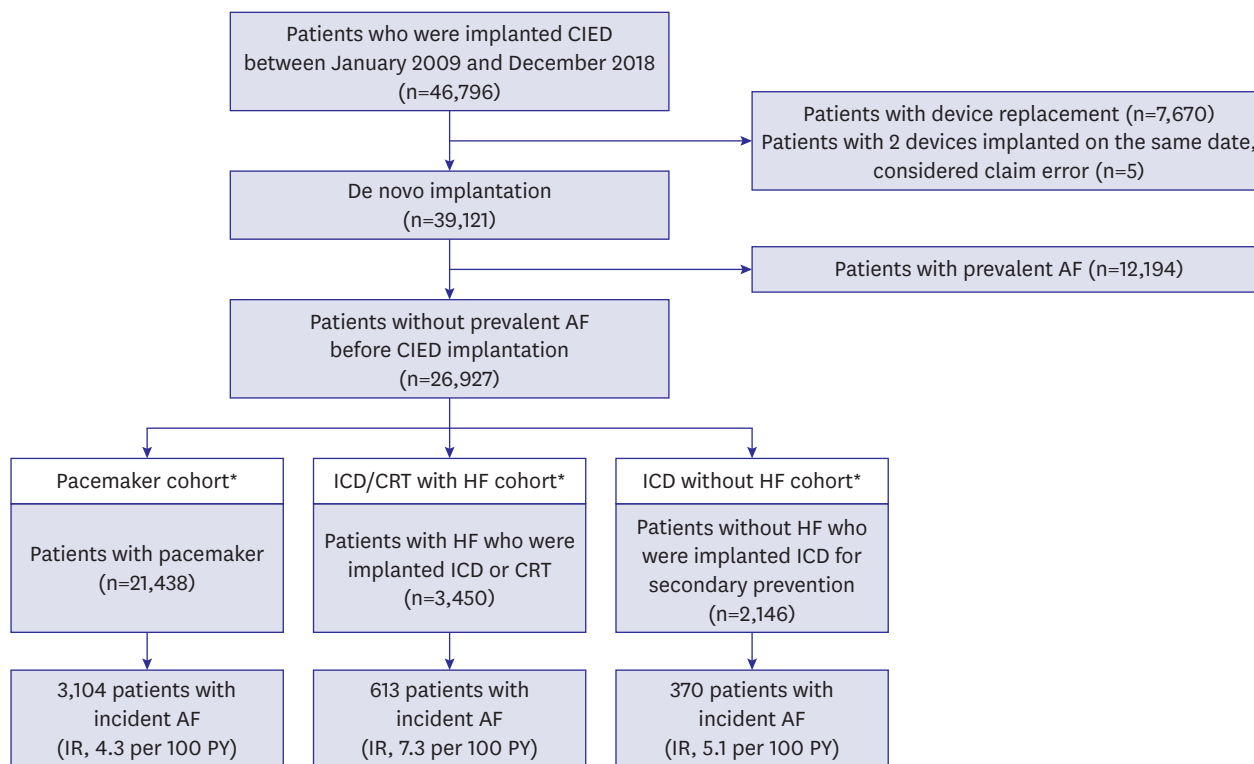 Patients who were implanted CIED
between January 2009 and December 2018
(n=46,796)
Patients with device replacement (n=7,670)
Patients with 2 devices implanted on the same date,
considered claim error (n=5)
De novo implantation
(n=39,121)
Patients with prevalent AF (n=12,194)
Patients without prevalent AF
before CIED implantation
(n=26,927)
Pacemaker cohort*
Patients with pacemaker
(n=21,438)
ICD/CRT with HF cohort*
Patients with HF who were
implanted ICD or CRT
(n=3,450)
ICD without HF cohort*
Patients without HF who
were implanted ICD for
secondary prevention
(n=2,146)
3,104 patients with
incident AF
(IR, 4.3 per 100 PY)
613 patients with
incident AF
(IR, 7.3 per 100 PY)
370 patients with
incident AF
(IR, 5.1 per 100 PY)